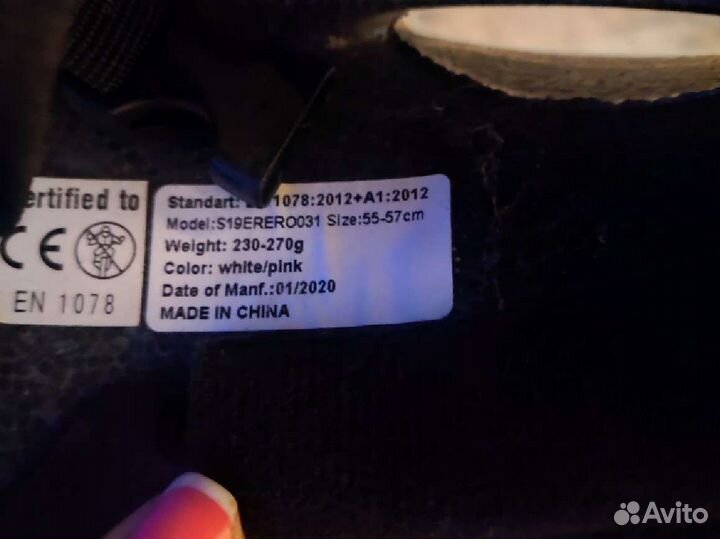 ertified to
CE
EN 1078
Standart: 1078:2012+A1:2012
Model:S19ERERO031 Size:55-57cm
Weight: 230-270g
Color: white/pink
Date of Manf.:01/2020
MADE IN CHINA
Avito